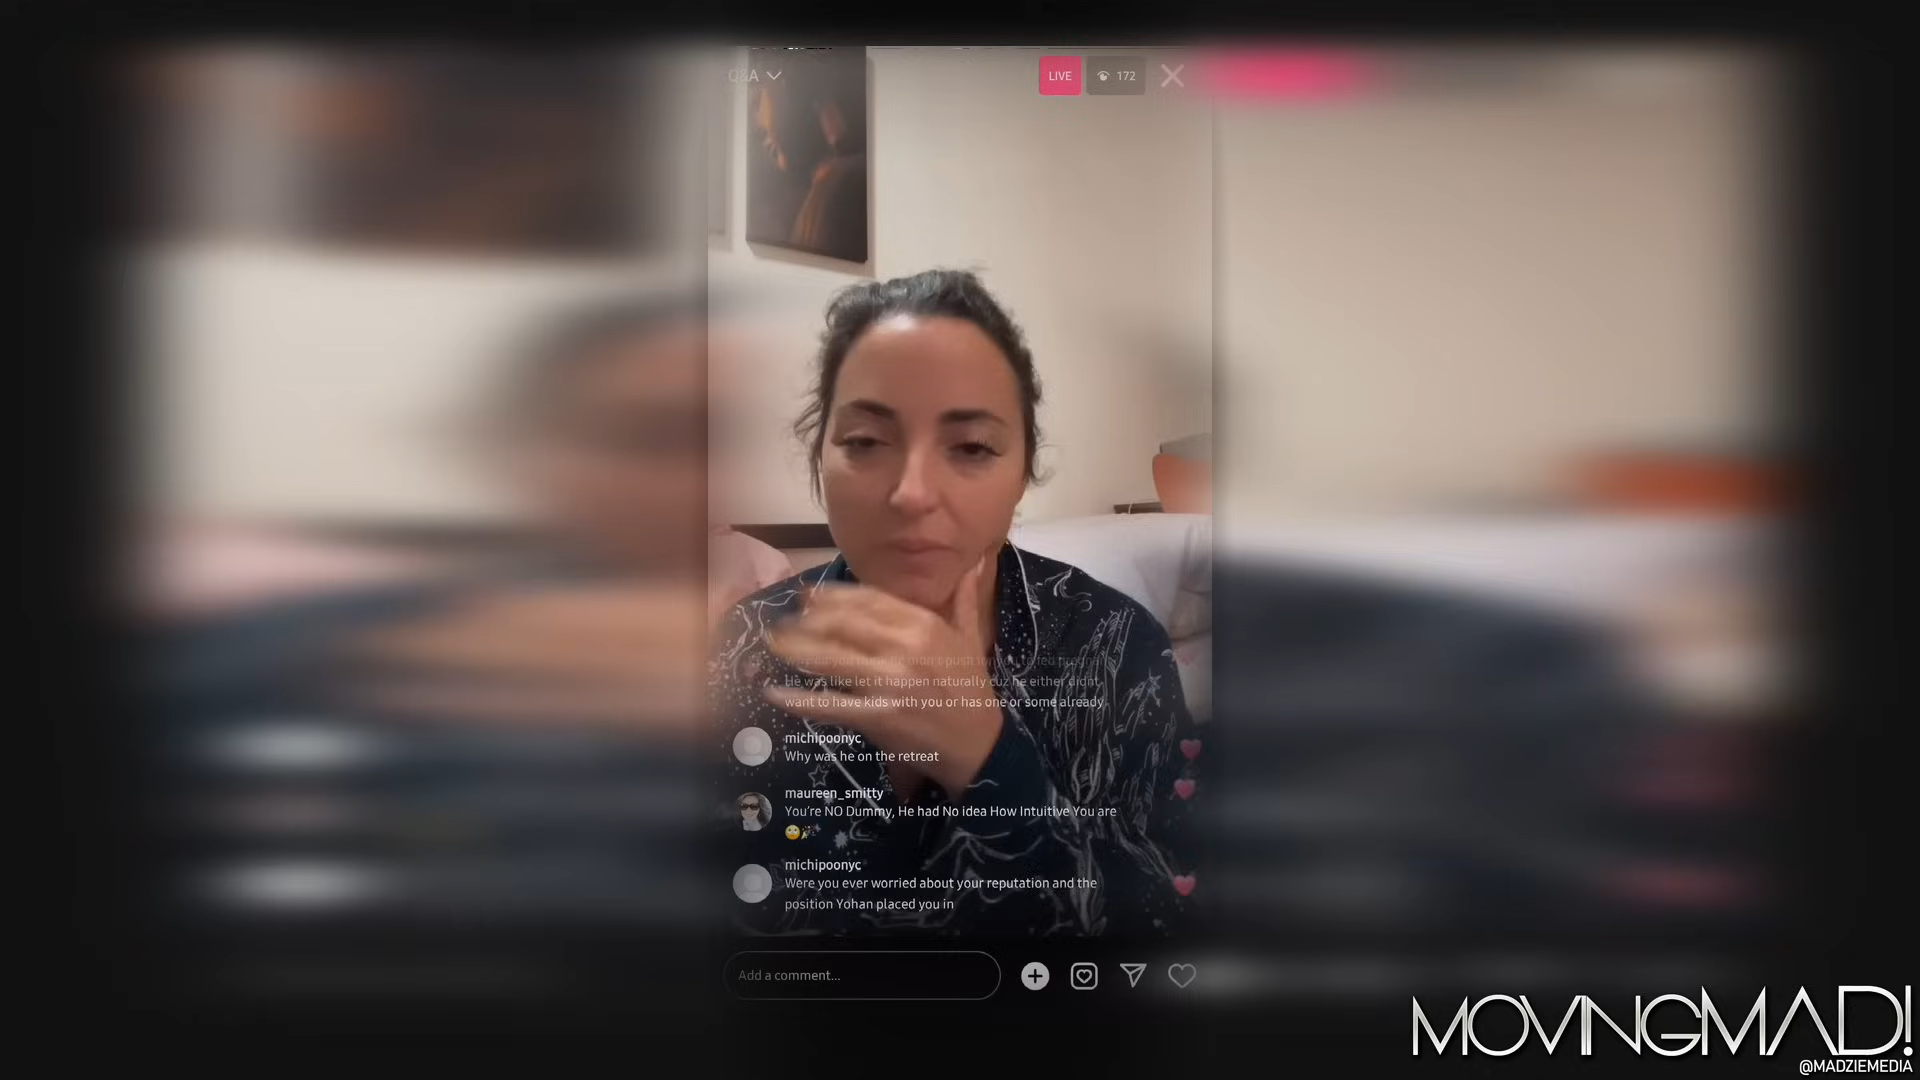 Q&A
LIVE
172
He was like let it happen naturally cuz he either didnt
want to have kids with you or has one or some already
michipoonyc
Why was he on the retreat
maureen_smitty
You're NO Dummy, He had No idea How Intuitive You are
michipoonyc
Were you ever worried about your reputation and the
position Yohan placed you in
Add a comment...
MOVINGMAD!
@MADZIEMEDIA